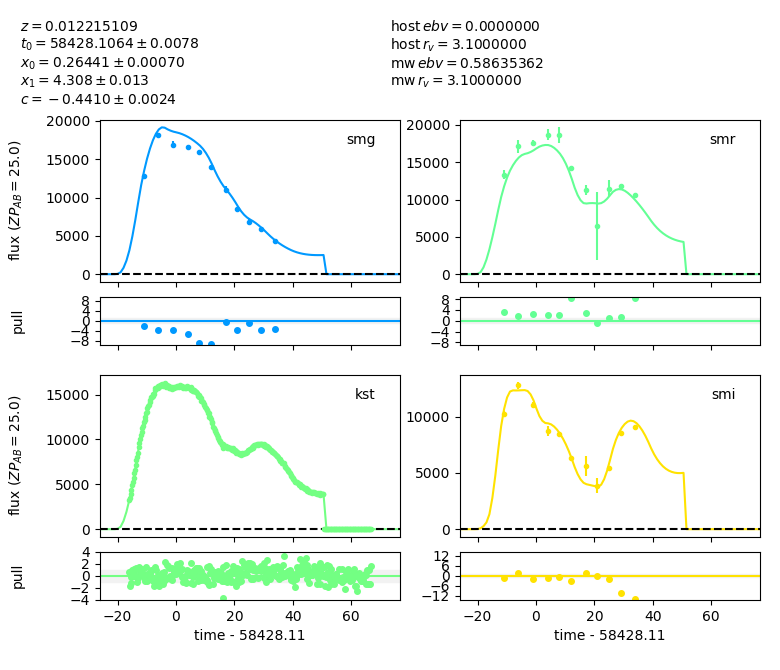 z = 0.012215109
t₀ = 58428.1064 ± 0.0078
x₀ = 0.26441 ± 0.00070
x₁ = 4.308 ± 0.013
c = −0.4410 ± 0.0024
host ebv = 0.0000000
host r_v = 3.1000000
mw ebv = 0.58635362
mw r_v = 3.1000000
smg
20000
15000
10000
5000
0
flux (ZP_AB = 25.0)
smr
20000
15000
10000
5000
0
8
4
0
−4
−8
pull
8
4
0
−4
−8
kst
15000
10000
5000
0
flux (ZP_AB = 25.0)
smi
10000
5000
0
4
2
0
−2
−4
pull
−20
0
20
40
60
time - 58428.11
12
6
0
−6
−12
−20
0
20
40
60
time - 58428.11